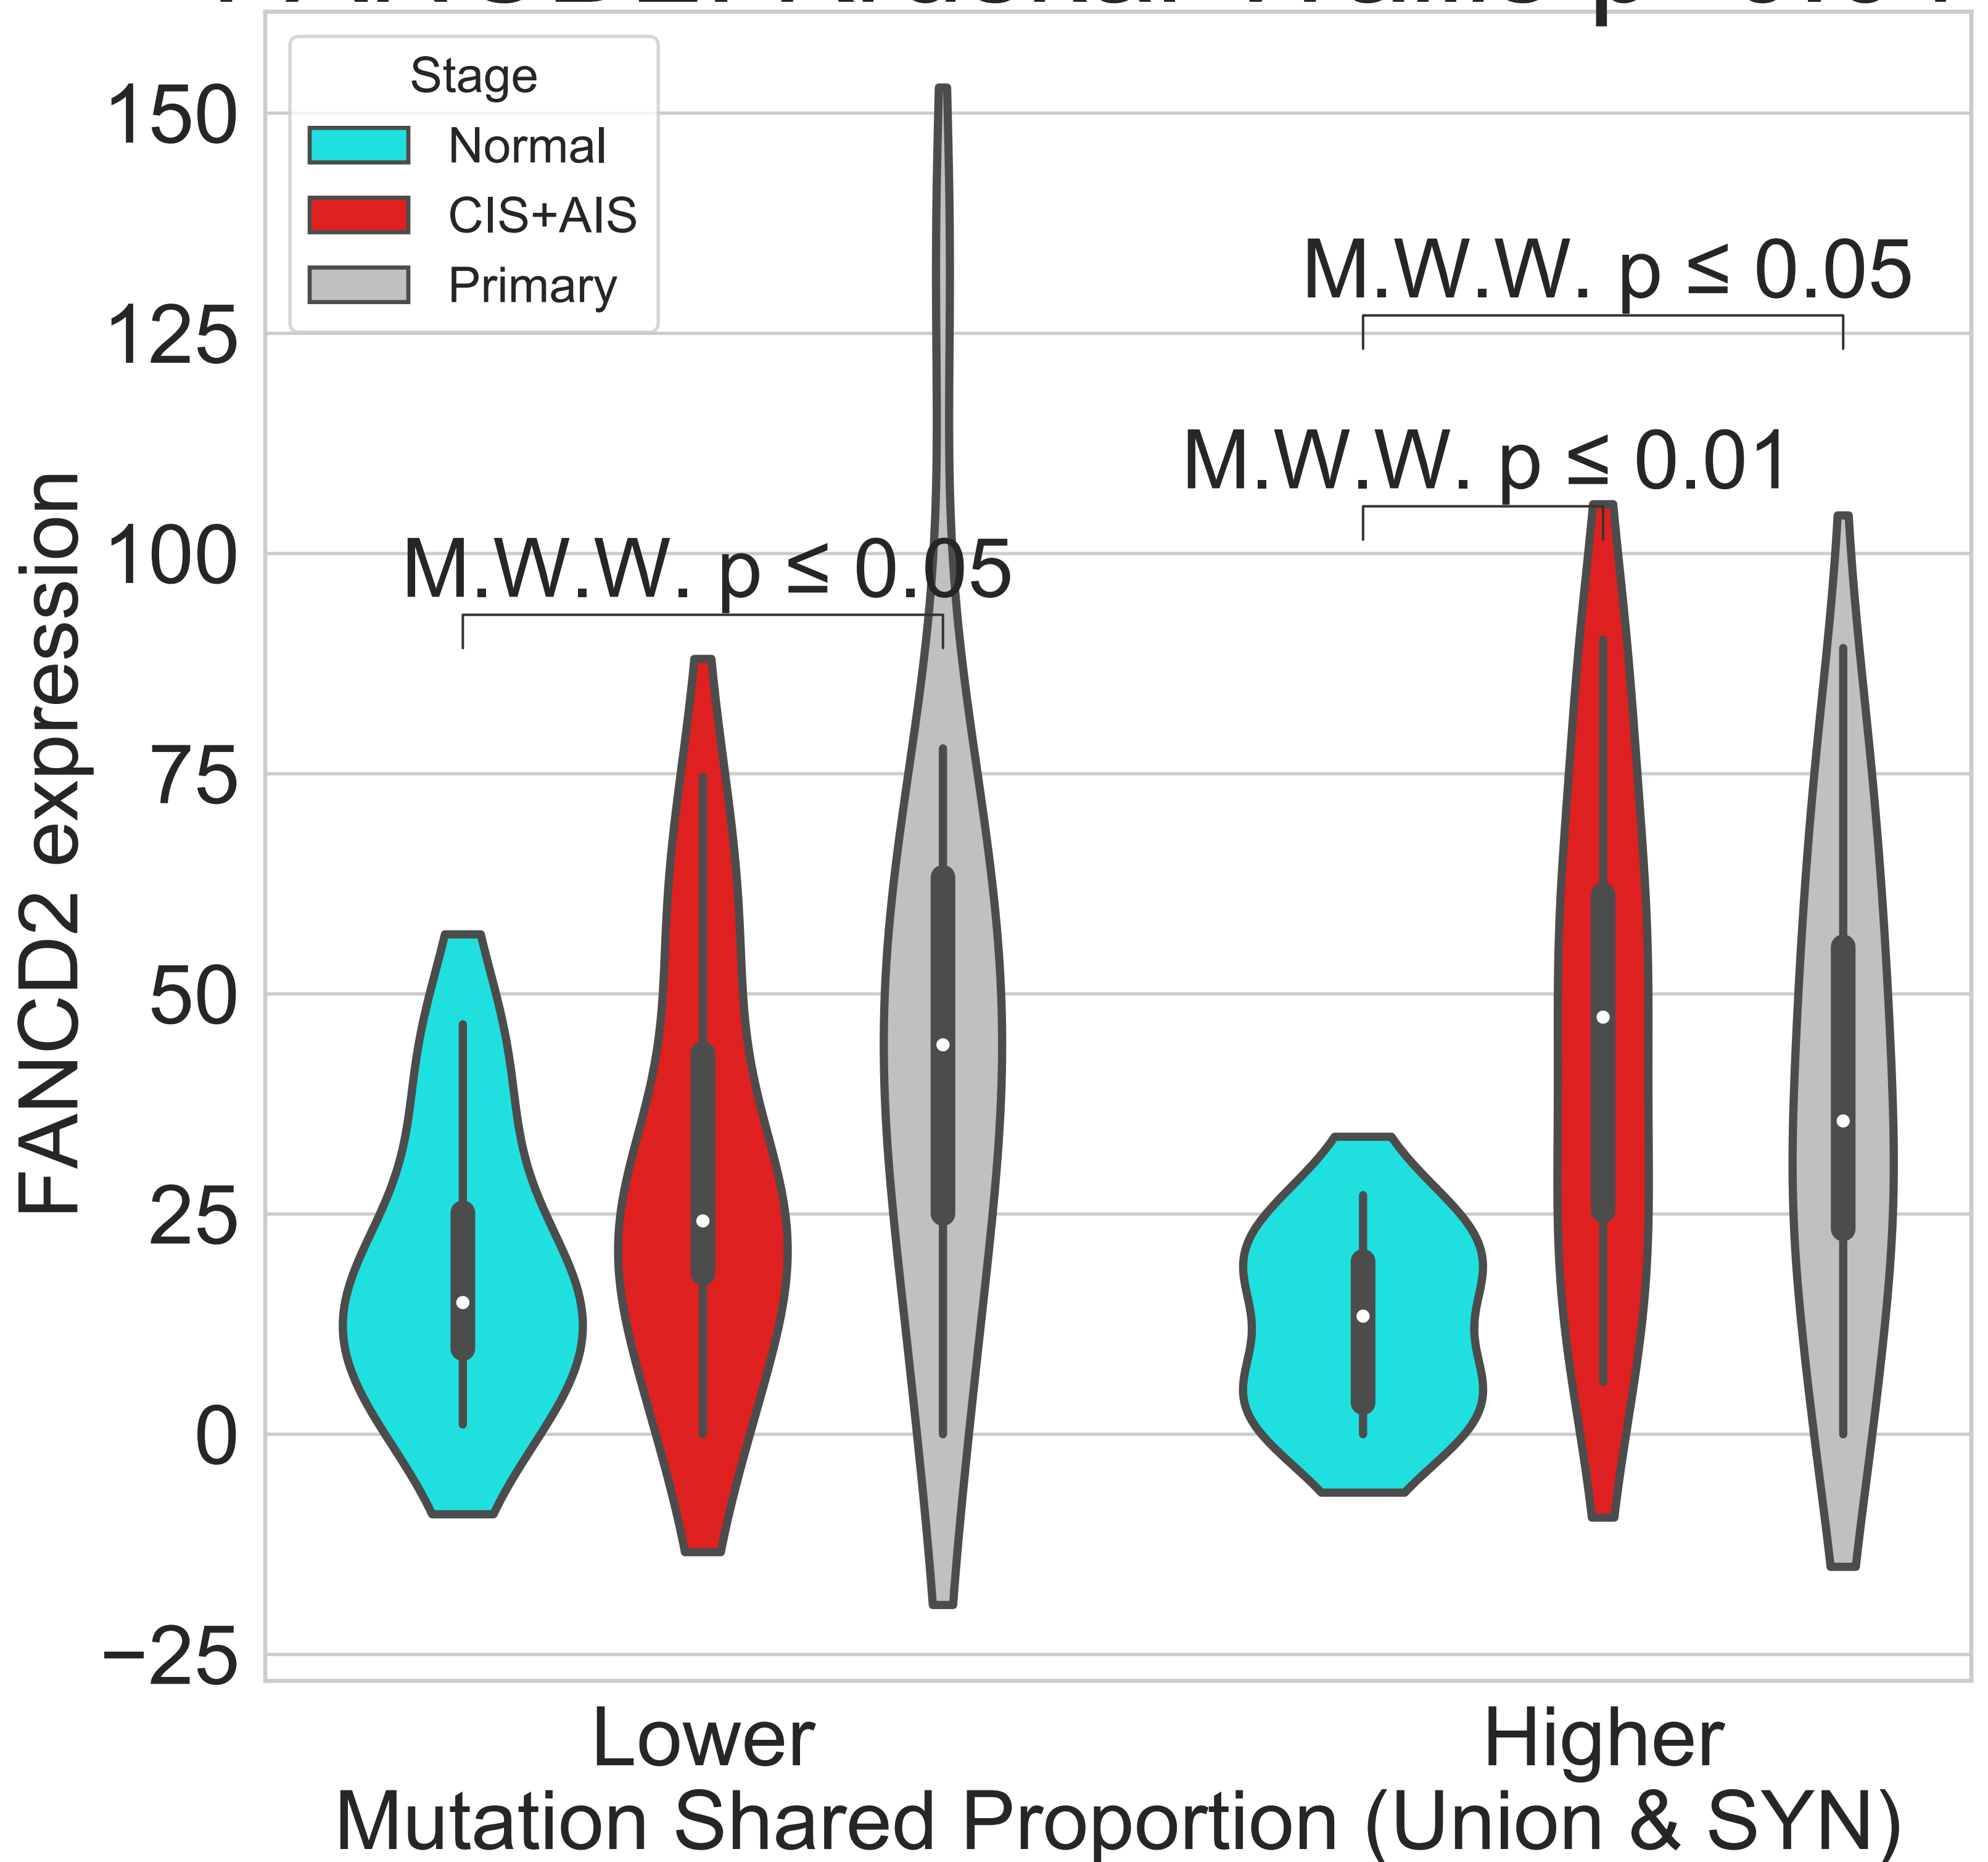 Stage
Normal
CIS+AIS
Primary
150
125
100
75
50
25
0
−25
FANCD2 expression
M.W.W. p ≤ 0.05
M.W.W. p ≤ 0.01
M.W.W. p ≤ 0.05
Lower
Higher
Mutation Shared Proportion (Union & SYN)